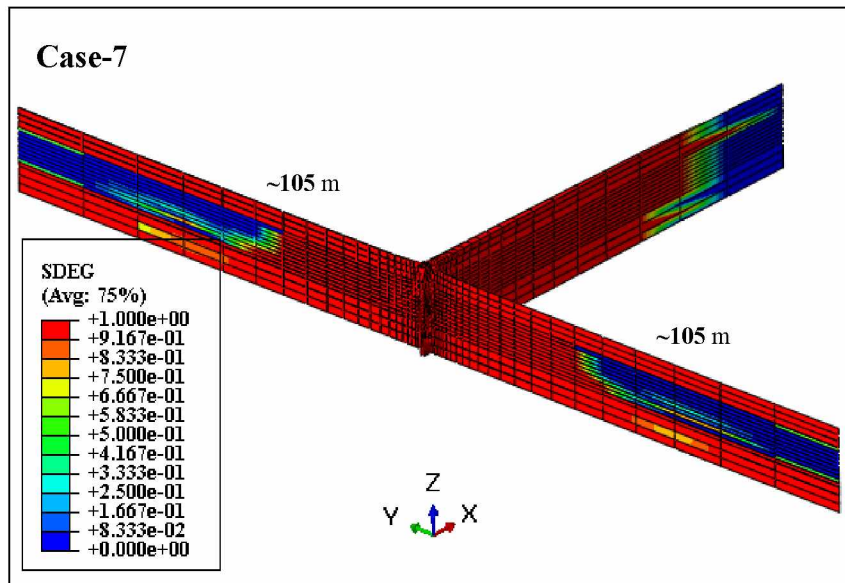 Case-7
~105 m
~105 m
SDEG
(Avg: 75%)
+1.000e+00
+9.167e-01
+8.333e-01
+7.500e-01
+6.667e-01
+5.833e-01
+5.000e-01
+4.167e-01
+3.333e-01
+2.500e-01
+1.667e-01
+8.333e-02
+0.000e+00
Z
Y
X